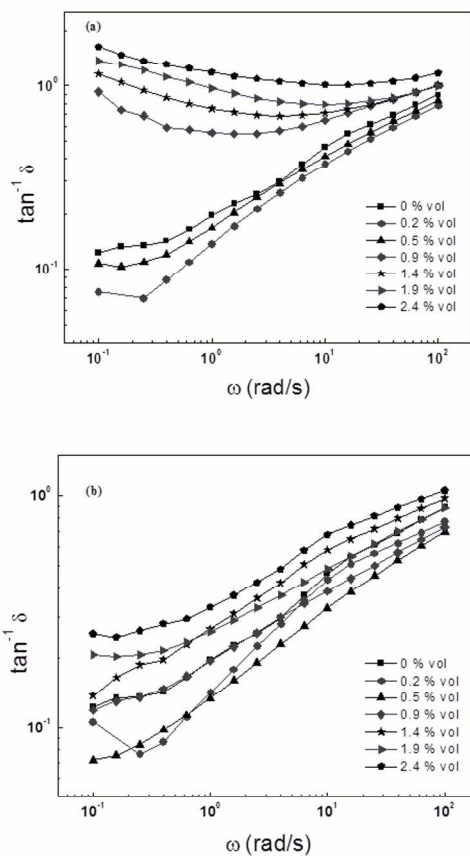 (a)
10⁰
10⁻¹
tan⁻¹ δ
0 % vol
0.2 % vol
0.5 % vol
0.9 % vol
1.4 % vol
1.9 % vol
2.4 % vol
10⁻¹ 10⁰ 10¹ 10²
ω (rad/s)
(b)
10⁰
10⁻¹
tan⁻¹ δ
0 % vol
0.2 % vol
0.5 % vol
0.9 % vol
1.4 % vol
1.9 % vol
2.4 % vol
10⁻¹ 10⁰ 10¹ 10²
ω (rad/s)